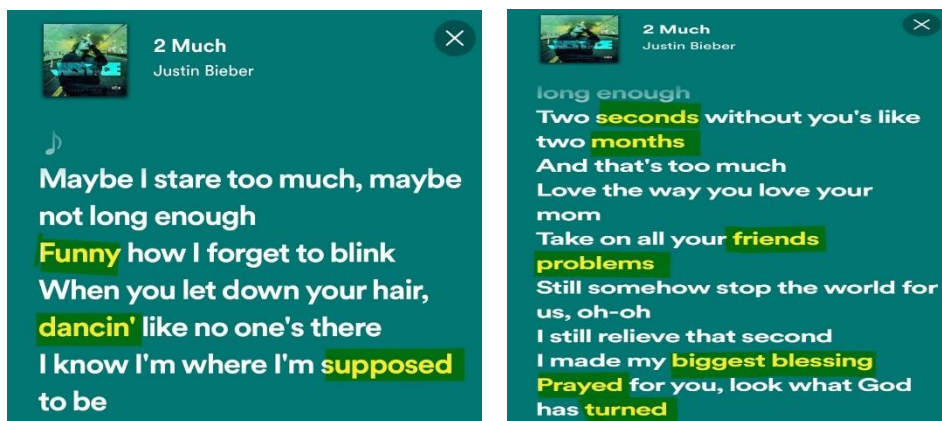 2 Much
Justin Bieber
Maybe I stare too much, maybe
not long enough
Funny how I forget to blink
When you let down your hair,
dancin' like no one's there
I know I'm where I'm supposed
to be
2 Much
Justin Bieber
long enough
Two seconds without you's like
two months
And that's too much
Love the way you love your
mom
Take on all your friends
problems
Still somehow stop the world for
us, oh-oh
I still relieve that second
I made my biggest blessing
Prayed for you, look what God
has turned